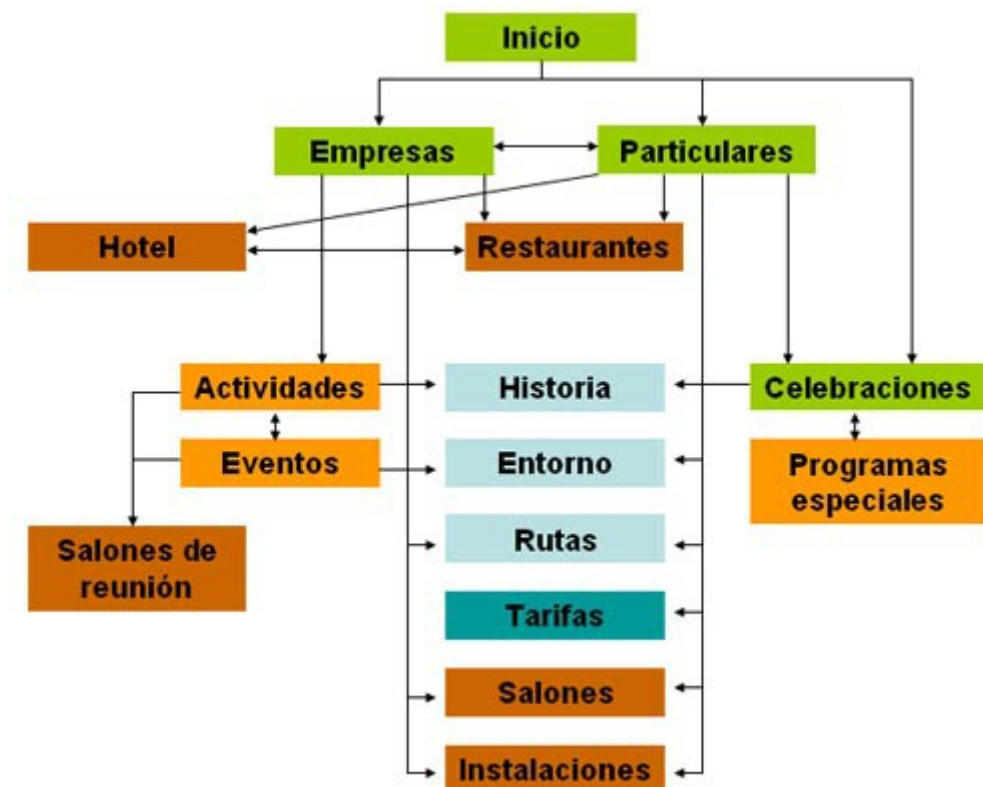 Inicio
Empresas
Particulares
Hotel
Restaurantes
Actividades
Historia
Celebraciones
Eventos
Entorno
Programas
especiales
Salones de
reunión
Rutas
Tarifas
Salones
Instalaciones